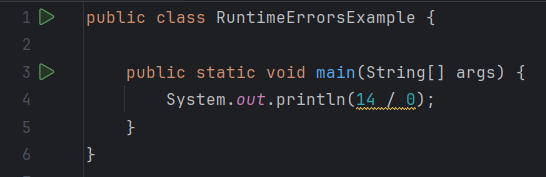 1 public class RuntimeErrorsExample {
2
3 public static void main(String[] args) {
4 System.out.println(14 / 0);
5 }
6 }